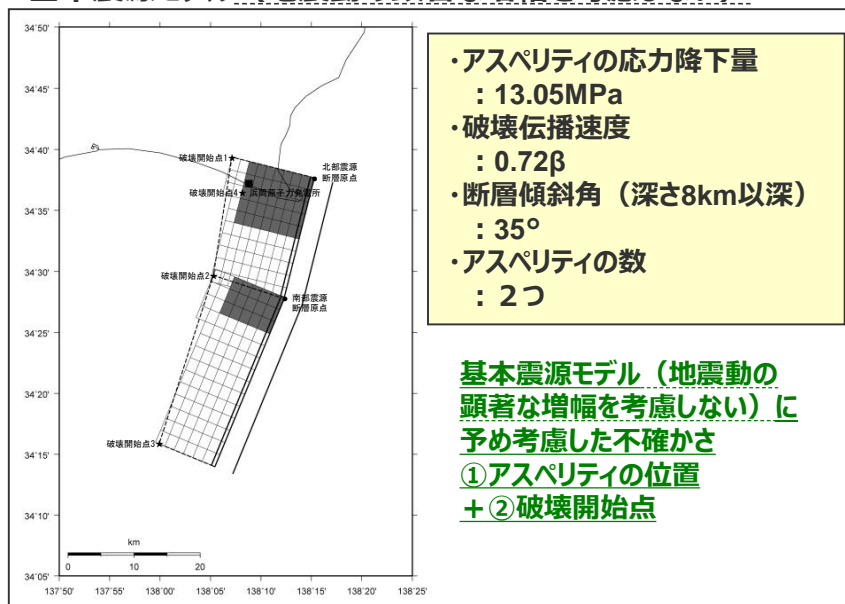 34˚50'
34˚45'
34˚40'
34˚35'
34˚30'
34˚25'
34˚20'
34˚15'
34˚10'
34˚05'
137˚50'
137˚55'
138˚00'
138˚05'
138˚10'
138˚15'
138˚20'
138˚25'
破壊開始点1
北部震源
断層原点
破壊開始点4
浜岡原子力発電所
破壊開始点2
南部震源
断層原点
破壊開始点3
km
0 10 20
・アスペリティの応力降下量
：13.05MPa
・破壊伝播速度
：0.72β
・断層傾斜角（深さ8km以深）
：35°
・アスペリティの数
：２つ
基本震源モデル（地震動の
顕著な増幅を考慮しない）に
予め考慮した不確かさ
①アスペリティの位置
＋②破壊開始点